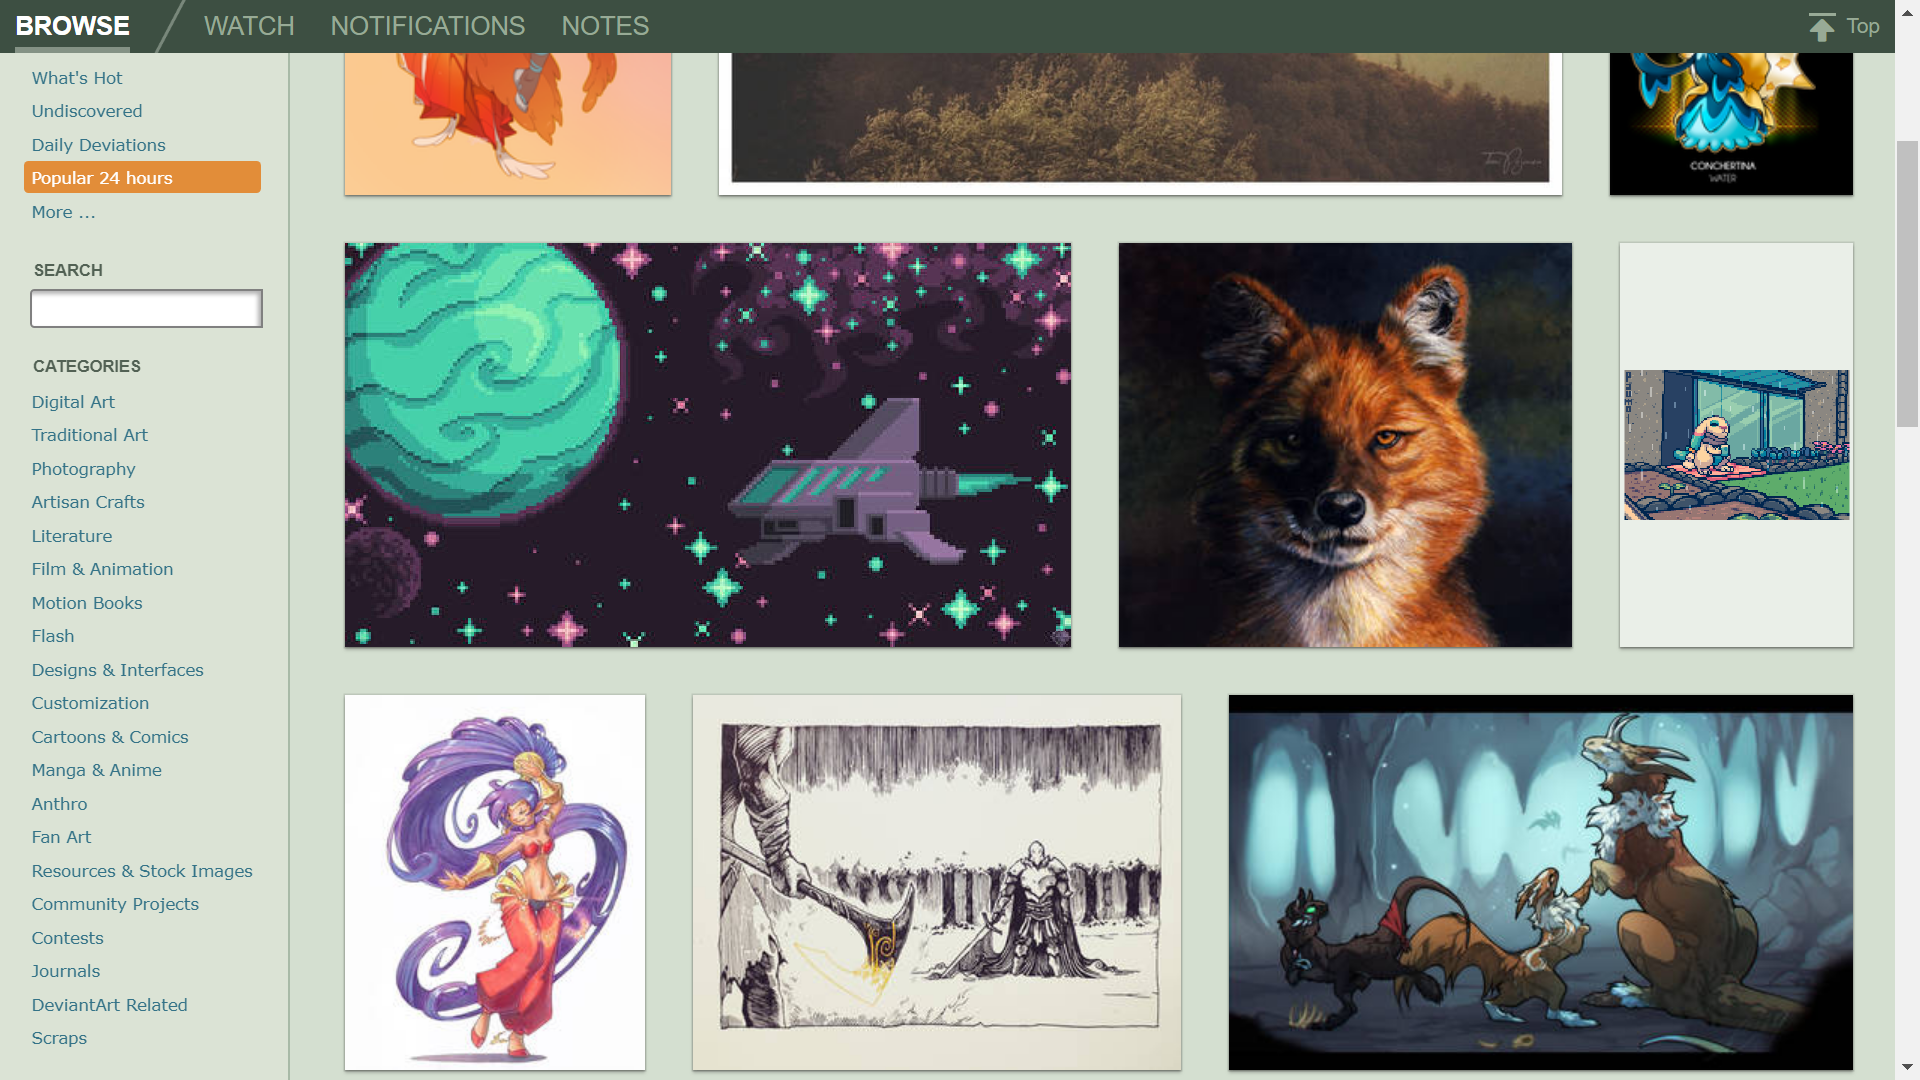 BROWSE
WATCH
NOTIFICATIONS
NOTES
Top
What's Hot
Undiscovered
Daily Deviations
Popular 24 hours
More ...
SEARCH
CATEGORIES
Digital Art
Traditional Art
Photography
Artisan Crafts
Literature
Film & Animation
Motion Books
Flash
Designs & Interfaces
Customization
Cartoons & Comics
Manga & Anime
Anthro
Fan Art
Resources & Stock Images
Community Projects
Contests
Journals
DeviantArt Related
Scraps
CONCHERTINA
WATER